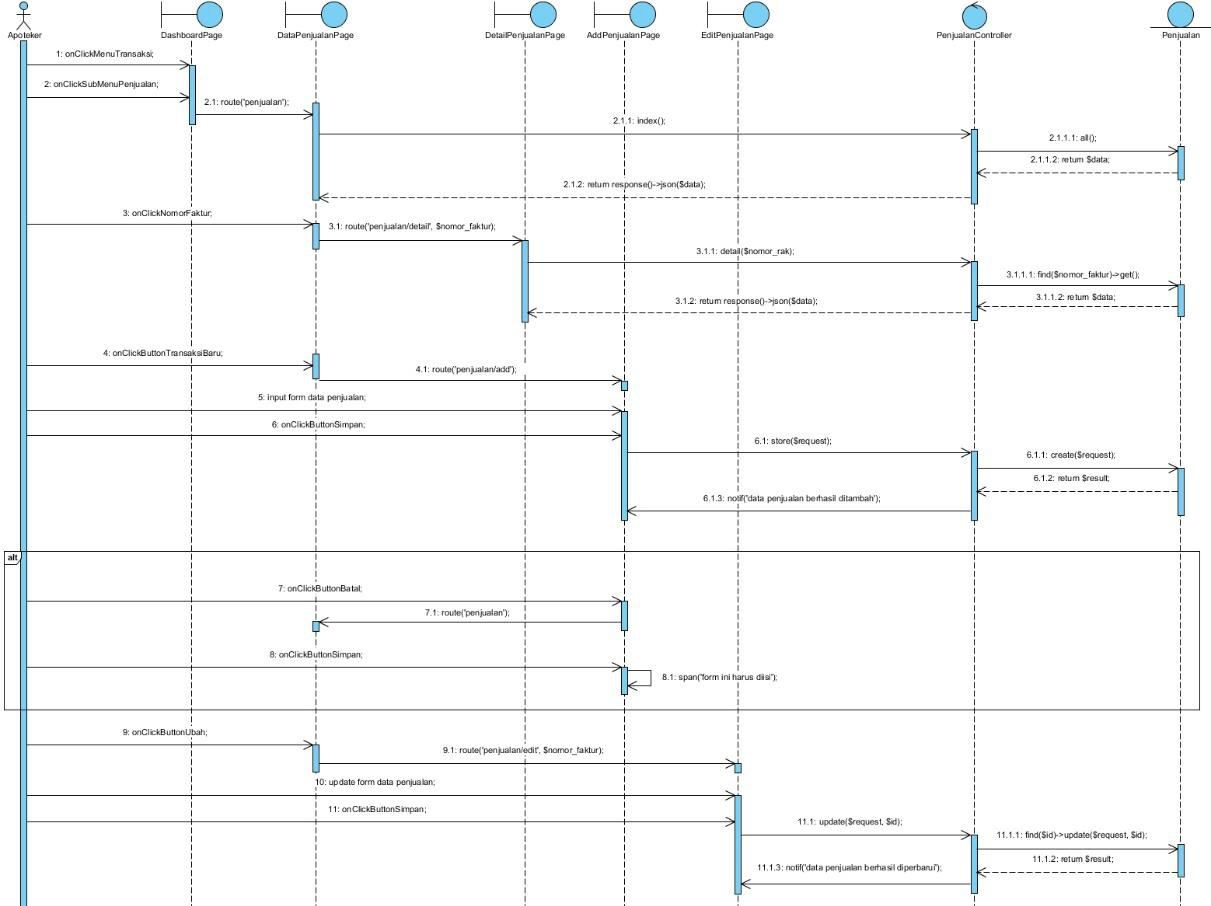 Apoteker
DashboardPage
DataPenjualanPage
DetailPenjualanPage
AddPenjualanPage
EditPenjualanPage
PenjualanController
Penjualan
1: onClickMenuTransaksi;
2: onClickSubMenuPenjualan;
2.1: route('penjualan');
2.1.1: index();
2.1.1.1: all();
2.1.1.2: return $data;
2.1.2: return response()->json($data);
3: onClickNomorFaktur;
3.1: route('penjualan/detail', $nomor_faktur);
3.1.1: detail($nomor_rak);
3.1.1.1: find($nomor_faktur)->get();
3.1.1.2: return $data;
3.1.2: return response()->json($data);
4: onClickButtonTransaksiBaru;
4.1: route('penjualan/add');
5: input form data penjualan;
6: onClickButtonSimpan;
6.1: store($request);
6.1.1: create($request);
6.1.2: return $result;
6.1.3: notif('data penjualan berhasil ditambah');
alt
7: onClickButtonBatal;
7.1: route('penjualan');
8: onClickButtonSimpan;
8.1: span('form ini harus diisi');
9: onClickButtonUbah;
9.1: route('penjualan/edit', $nomor_faktur);
10: update form data penjualan;
11: onClickButtonSimpan;
11.1: update($request, $id);
11.1.1: find($id)->update($request, $id);
11.1.2: return $result;
11.1.3: notif('data penjualan berhasil diperbarui');